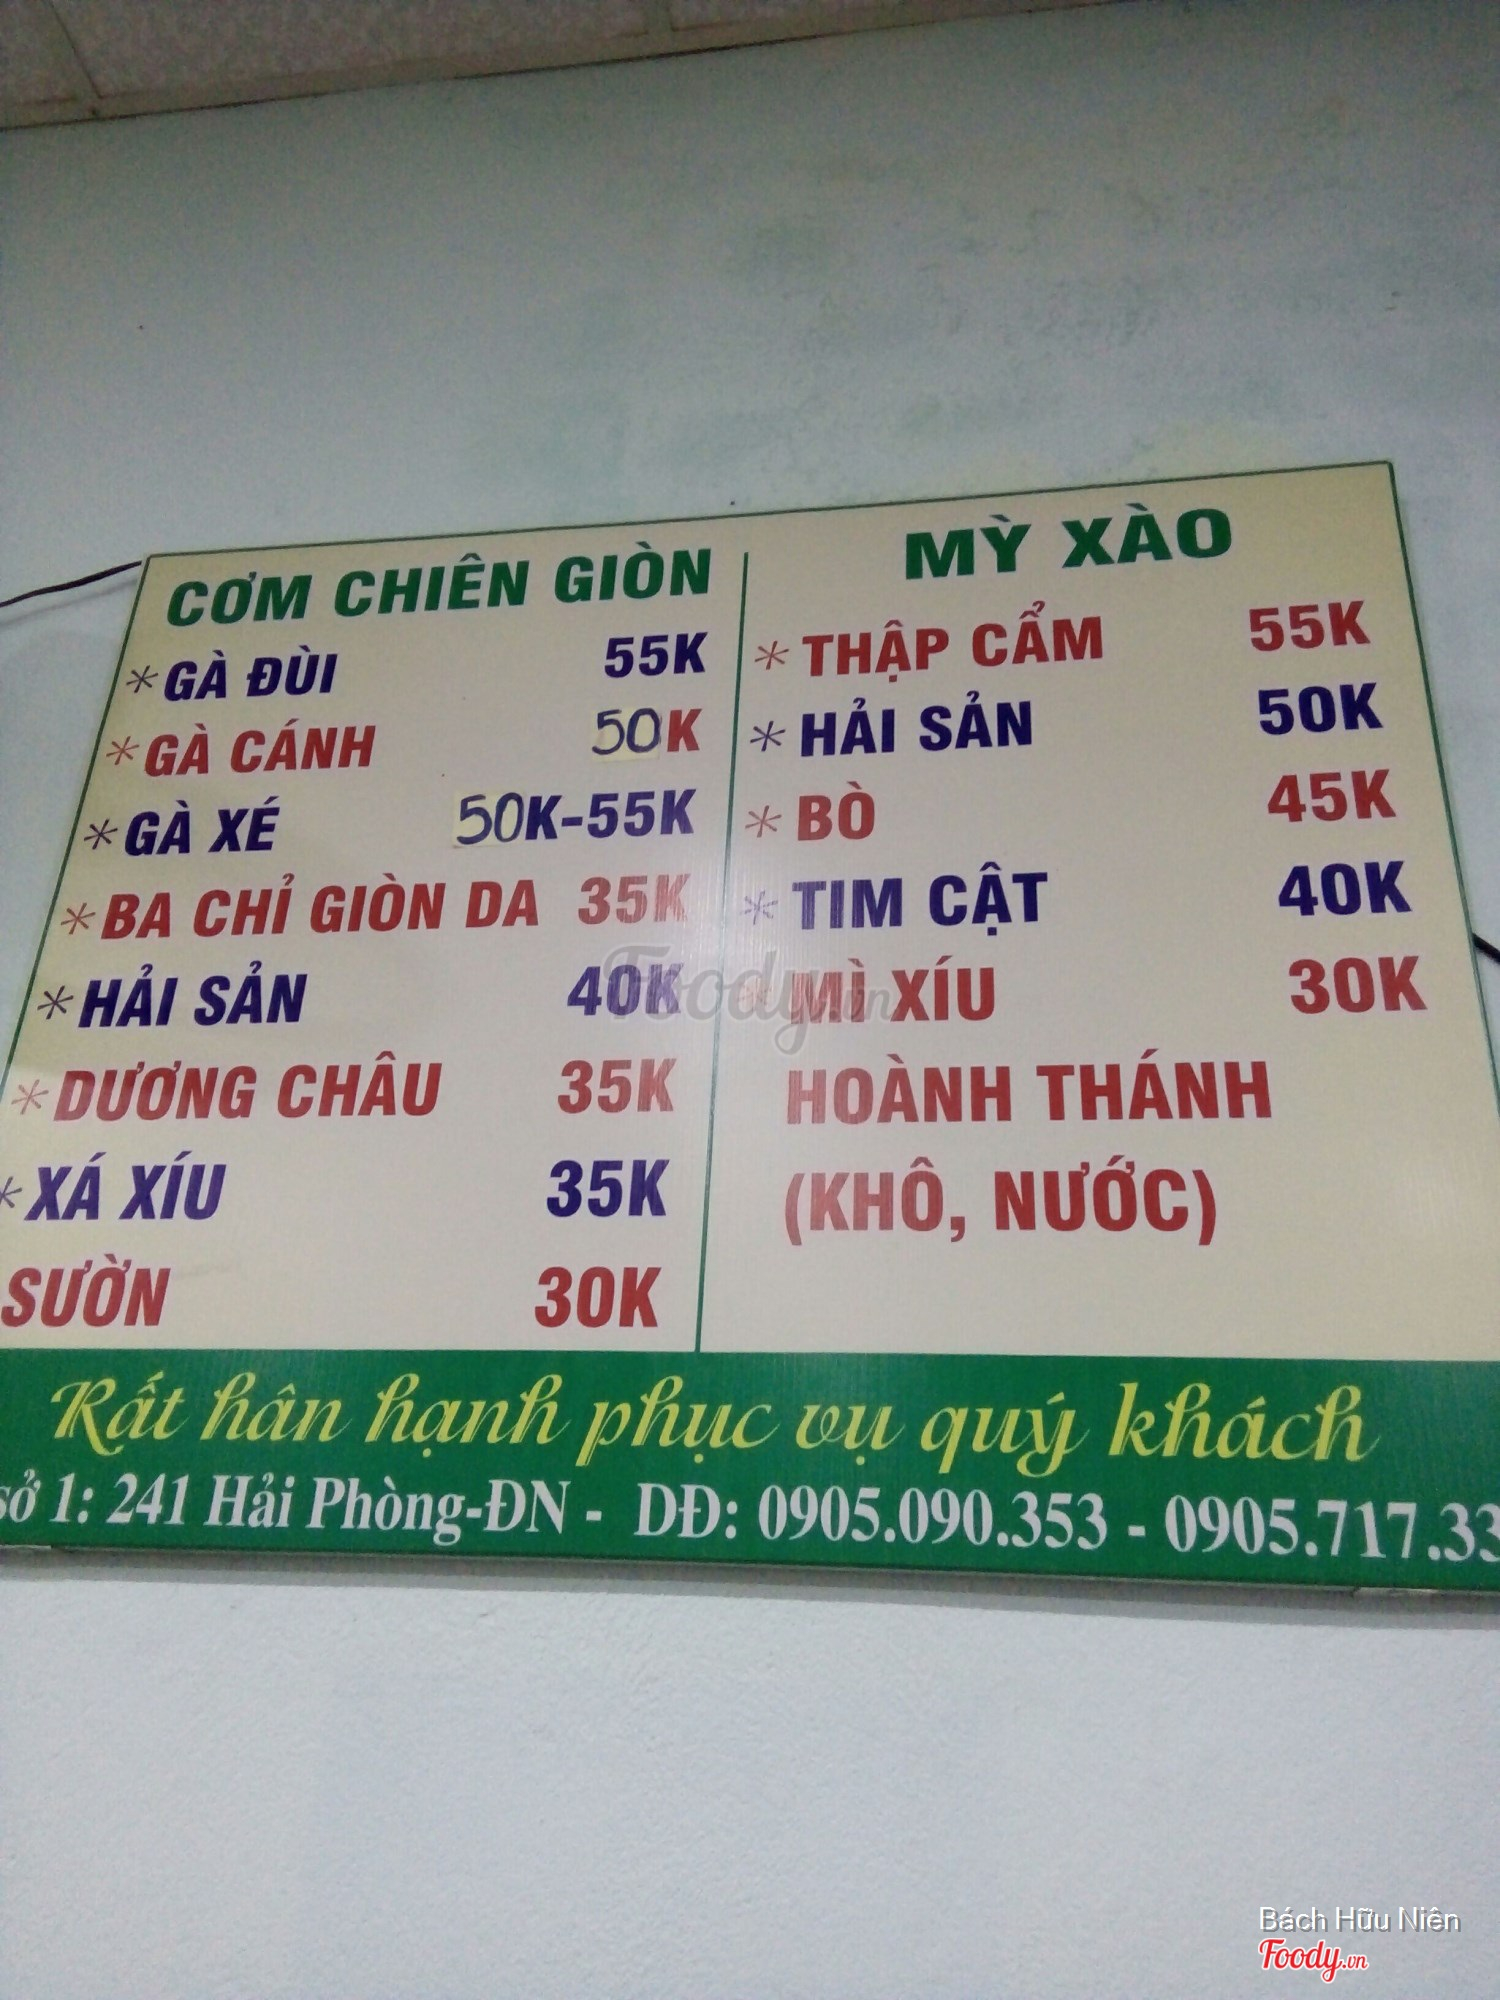 CƠM CHIÊN GIÒN
*GÀ ĐÙI 55K
*GÀ CÁNH 50K
*GÀ XÉ 50K-55K
*BA CHỈ GIÒN DA 35K
*HẢI SẢN 40K
*DƯƠNG CHÂU 35K
*XÁ XÍU 35K
SƯỜN 30K
MỲ XÀO
*THẬP CẨM 55K
*HẢI SẢN 50K
*BÒ 45K
*TIM CẬT 40K
*MÌ XÍU 30K
HOÀNH THÁNH
(KHÔ, NƯỚC)
Rất hân hạnh phục vụ quý khách
sở 1: 241 Hải Phòng-ĐN - DĐ: 0905.090.353 - 0905.717.33
Foody.vn
Bách Hữu Niên
Foody.vn